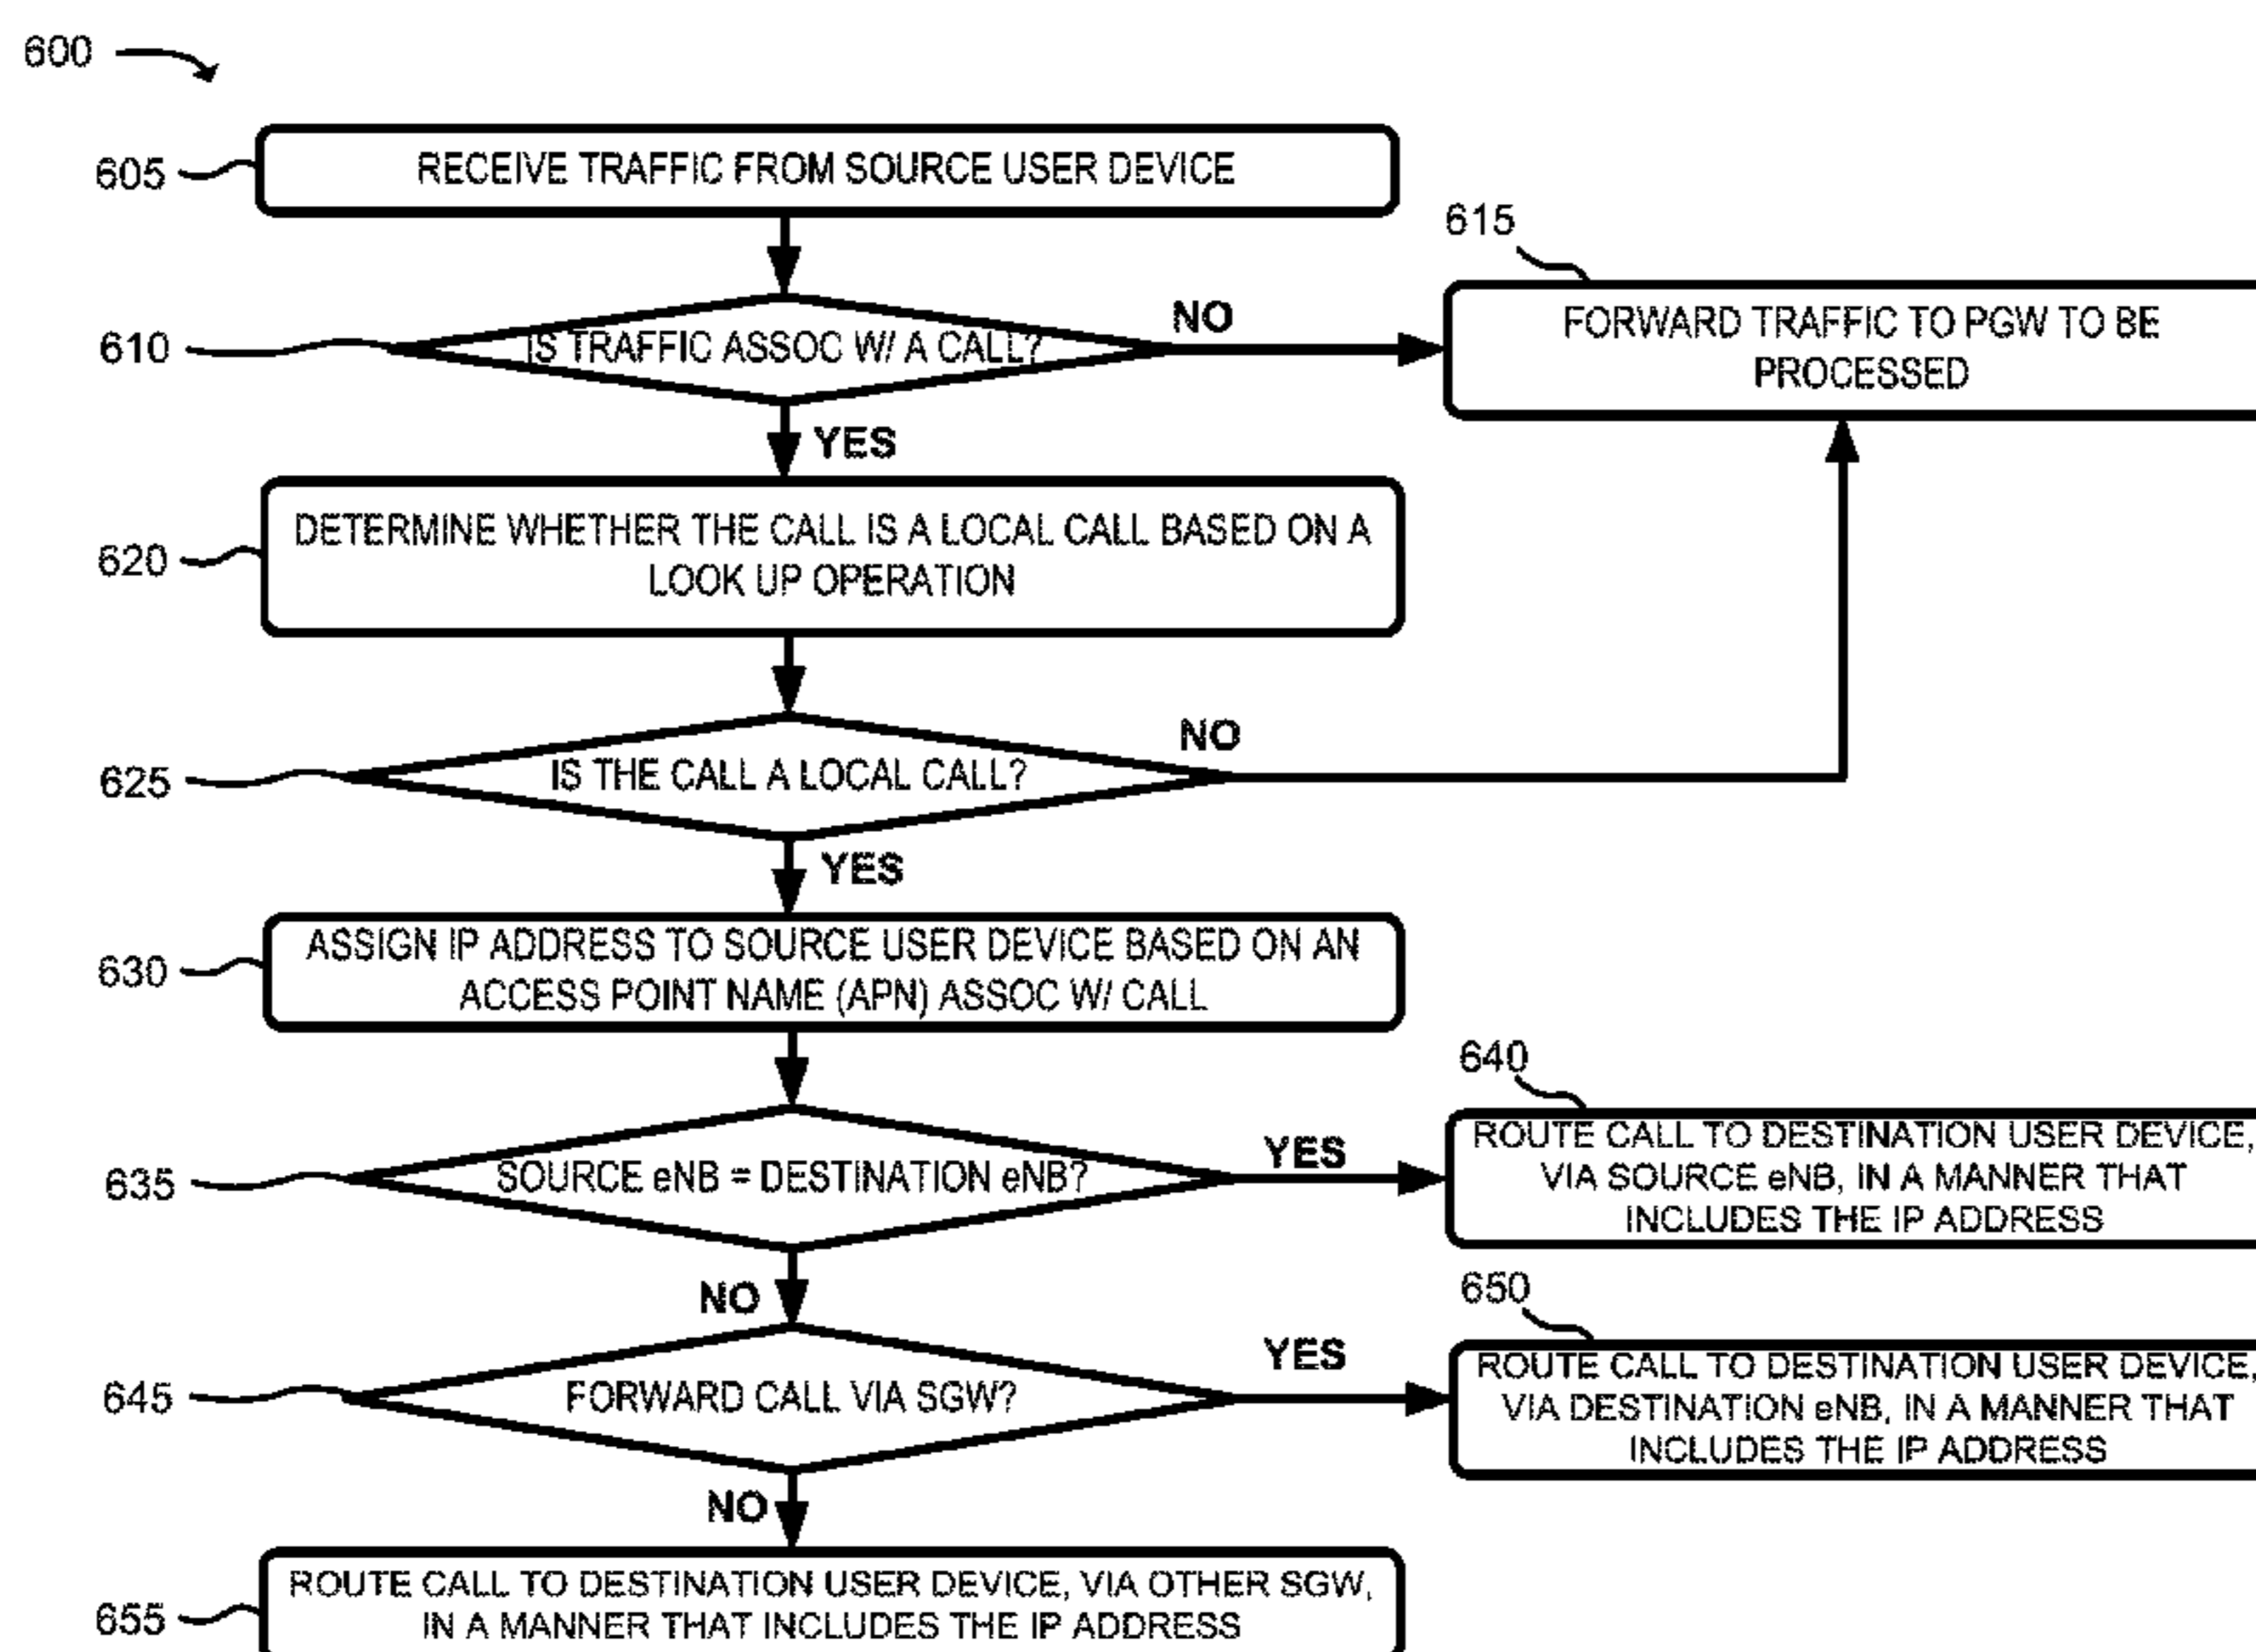 600
605
RECEIVE TRAFFIC FROM SOURCE USER DEVICE
615
610
IS TRAFFIC ASSOC W/ A CALL?
NO
FORWARD TRAFFIC TO PGW TO BE
PROCESSED
YES
620
DETERMINE WHETHER THE CALL IS A LOCAL CALL BASED ON A
LOOK UP OPERATION
625
IS THE CALL A LOCAL CALL?
NO
YES
630
ASSIGN IP ADDRESS TO SOURCE USER DEVICE BASED ON AN
ACCESS POINT NAME (APN) ASSOC W/ CALL
635
SOURCE eNB = DESTINATION eNB?
YES
640
ROUTE CALL TO DESTINATION USER DEVICE,
VIA SOURCE eNB, IN A MANNER THAT
INCLUDES THE IP ADDRESS
NO
645
FORWARD CALL VIA SGW?
YES
650
ROUTE CALL TO DESTINATION USER DEVICE,
VIA DESTINATION eNB, IN A MANNER THAT
INCLUDES THE IP ADDRESS
NO
655
ROUTE CALL TO DESTINATION USER DEVICE, VIA OTHER SGW,
IN A MANNER THAT INCLUDES THE IP ADDRESS